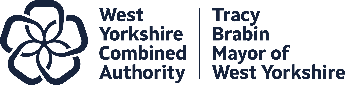 West
Yorkshire
Combined
Authority
Tracy
Brabin
Mayor of
West Yorkshire